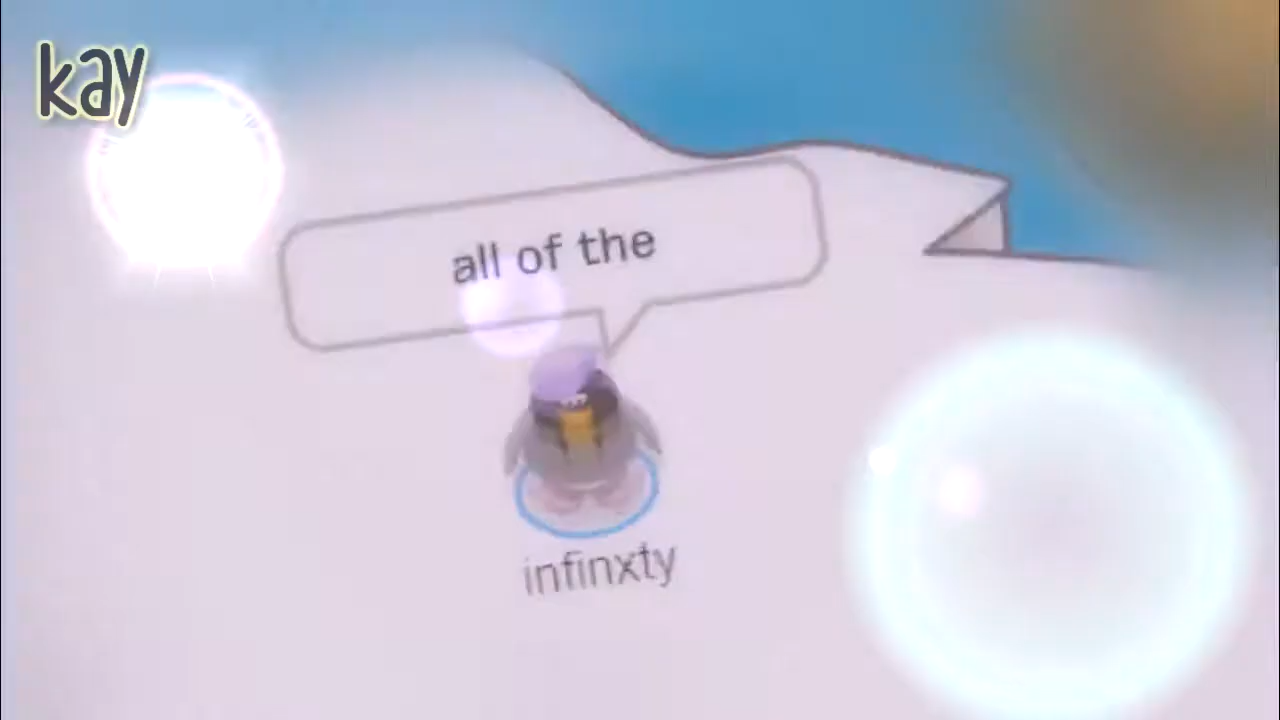 kay
all of the
infinxty